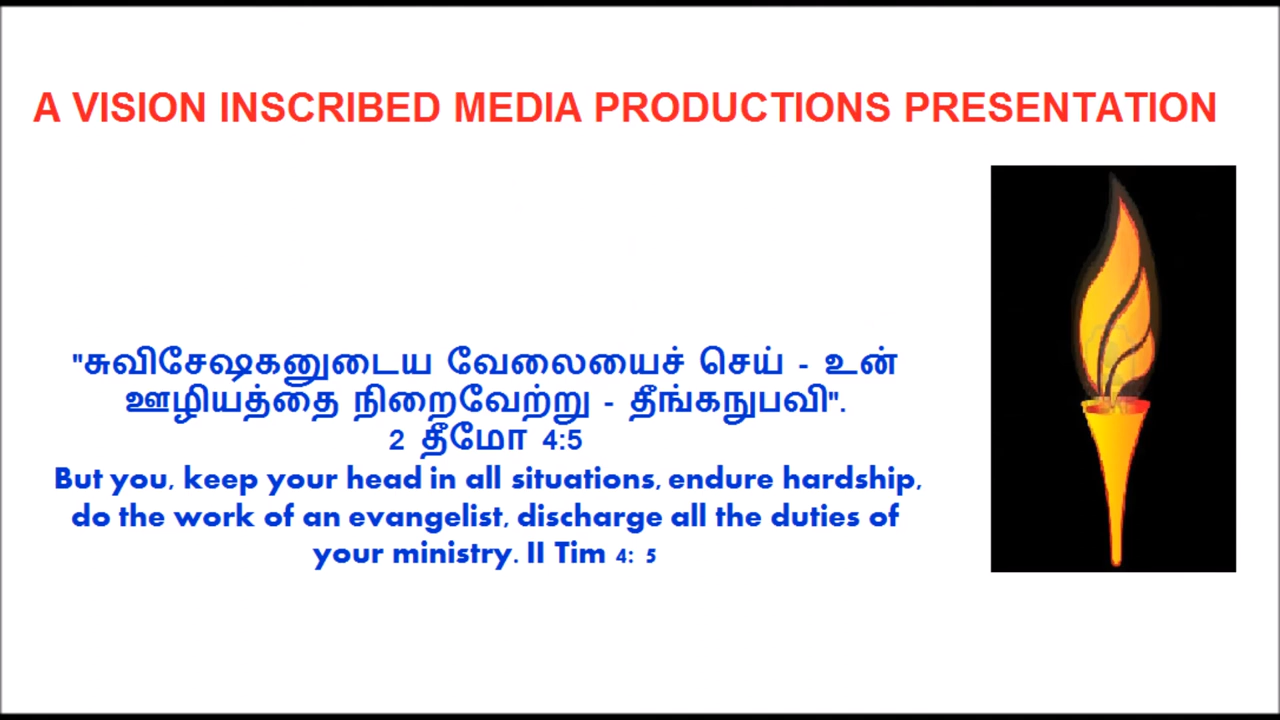 A VISION INSCRIBED MEDIA PRODUCTIONS PRESENTATION
"சுவிசேஷகனுடைய வேலையைச் செய் - உன்
ஊழியத்தை நிறைவேற்று - தீங்கநுபவி".
2 தீமோ 4:5
But you, keep your head in all situations, endure hardship,
do the work of an evangelist, discharge all the duties of
your ministry. II Tim 4: 5